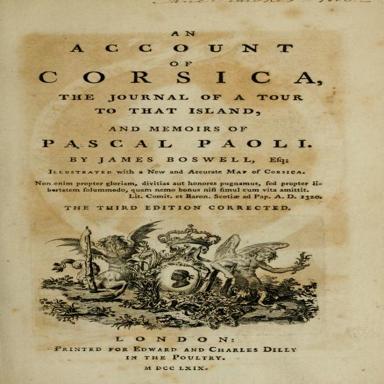 AN
ACCOUNT
OF
CORSICA,
THE JOURNAL OF A TOUR
TO THAT ISLAND,
AND MEMOIRS OF
PASCAL PAOLI.
BY JAMES BOSWELL, Esq;
Illustrated with a New and Accurate Map of Corsica.
Non enim propter gloriam, divitias aut honores pugnamus, sed propter li-
bertatem solummodo, quam nemo bonus nisi simul cum vita amittit.
Lit. Comit. et Baron. Scotiæ ad Pap. A. D. 1320.
THE THIRD EDITION CORRECTED.
LONDON:
Printed for Edward and Charles Dilly
in the Poultry.
MDCCLXIX.